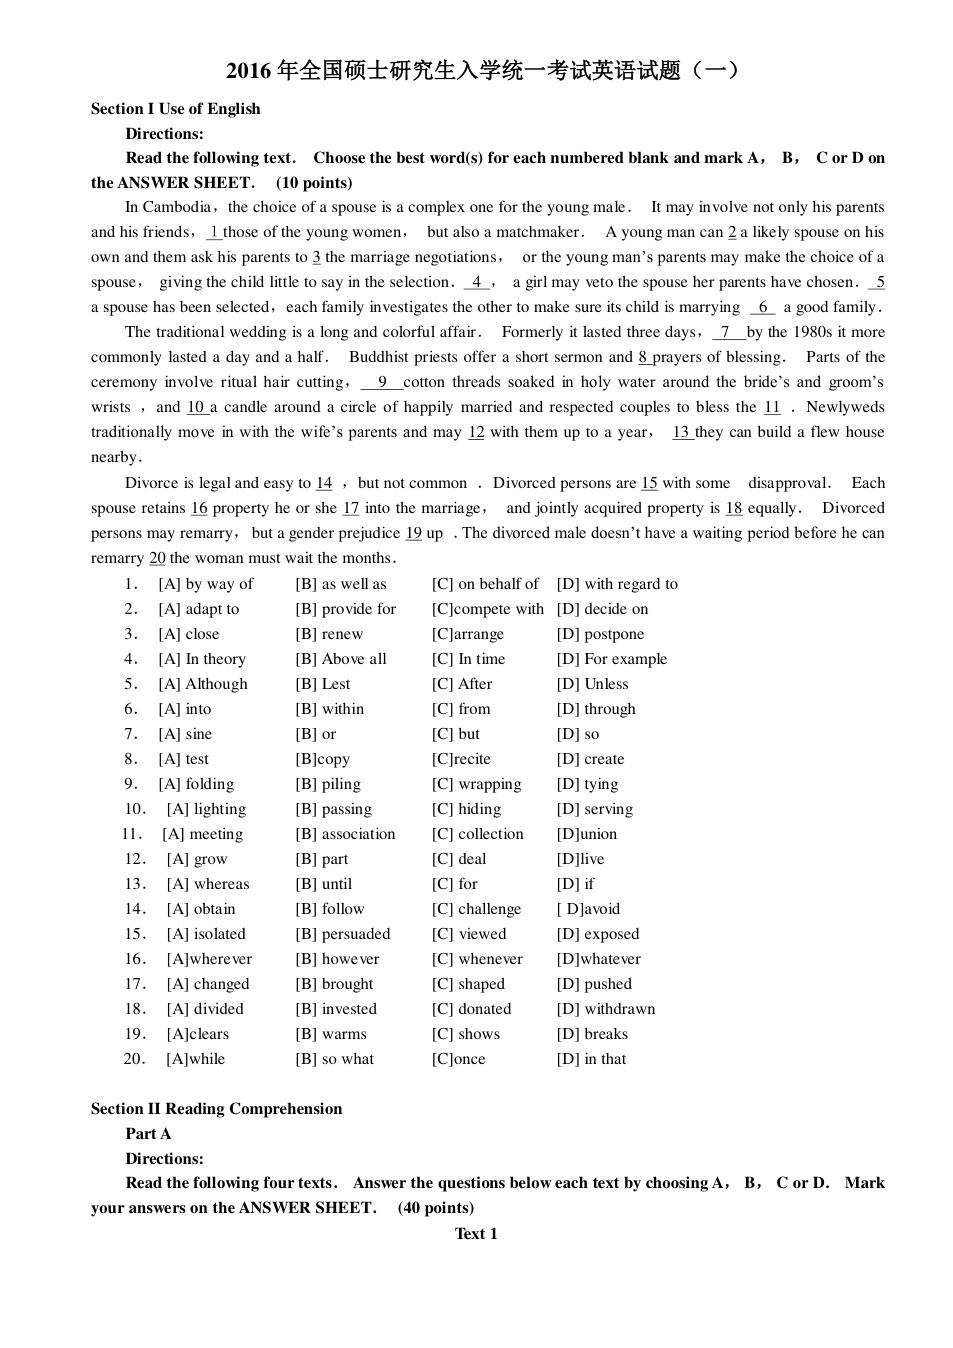 2016 年全国硕士研究生入学统一考试英语试题（一）
Section I Use of English
Directions:
Read the following text． Choose the best word(s) for each numbered blank and mark A， B， C or D on
the ANSWER SHEET． (10 points)
In Cambodia，the choice of a spouse is a complex one for the young male． It may involve not only his parents
and his friends， 1 those of the young women， but also a matchmaker． A young man can 2 a likely spouse on his
own and them ask his parents to 3 the marriage negotiations， or the young man’s parents may make the choice of a
spouse， giving the child little to say in the selection． 4 ， a girl may veto the spouse her parents have chosen． 5
a spouse has been selected，each family investigates the other to make sure its child is marrying 6 a good family．
The traditional wedding is a long and colorful affair． Formerly it lasted three days， 7 by the 1980s it more
commonly lasted a day and a half． Buddhist priests offer a short sermon and 8 prayers of blessing． Parts of the
ceremony involve ritual hair cutting， 9 cotton threads soaked in holy water around the bride’s and groom’s
wrists ，and 10 a candle around a circle of happily married and respected couples to bless the 11 ．Newlyweds
traditionally move in with the wife’s parents and may 12 with them up to a year， 13 they can build a flew house
nearby．
Divorce is legal and easy to 14 ，but not common ．Divorced persons are 15 with some disapproval． Each
spouse retains 16 property he or she 17 into the marriage， and jointly acquired property is 18 equally． Divorced
persons may remarry，but a gender prejudice 19 up ．The divorced male doesn’t have a waiting period before he can
remarry 20 the woman must wait the months．
1． [A] by way of [B] as well as [C] on behalf of [D] with regard to
2． [A] adapt to [B] provide for [C]compete with [D] decide on
3． [A] close [B] renew [C]arrange [D] postpone
4． [A] In theory [B] Above all [C] In time [D] For example
5． [A] Although [B] Lest [C] After [D] Unless
6． [A] into [B] within [C] from [D] through
7． [A] sine [B] or [C] but [D] so
8． [A] test [B]copy [C]recite [D] create
9． [A] folding [B] piling [C] wrapping [D] tying
10． [A] lighting [B] passing [C] hiding [D] serving
11． [A] meeting [B] association [C] collection [D]union
12． [A] grow [B] part [C] deal [D]live
13． [A] whereas [B] until [C] for [D] if
14． [A] obtain [B] follow [C] challenge [ D]avoid
15． [A] isolated [B] persuaded [C] viewed [D] exposed
16． [A]wherever [B] however [C] whenever [D]whatever
17． [A] changed [B] brought [C] shaped [D] pushed
18． [A] divided [B] invested [C] donated [D] withdrawn
19． [A]clears [B] warms [C] shows [D] breaks
20． [A]while [B] so what [C]once [D] in that
Section II Reading Comprehension
Part A
Directions:
Read the following four texts． Answer the questions below each text by choosing A， B， C or D． Mark
your answers on the ANSWER SHEET． (40 points)
Text 1